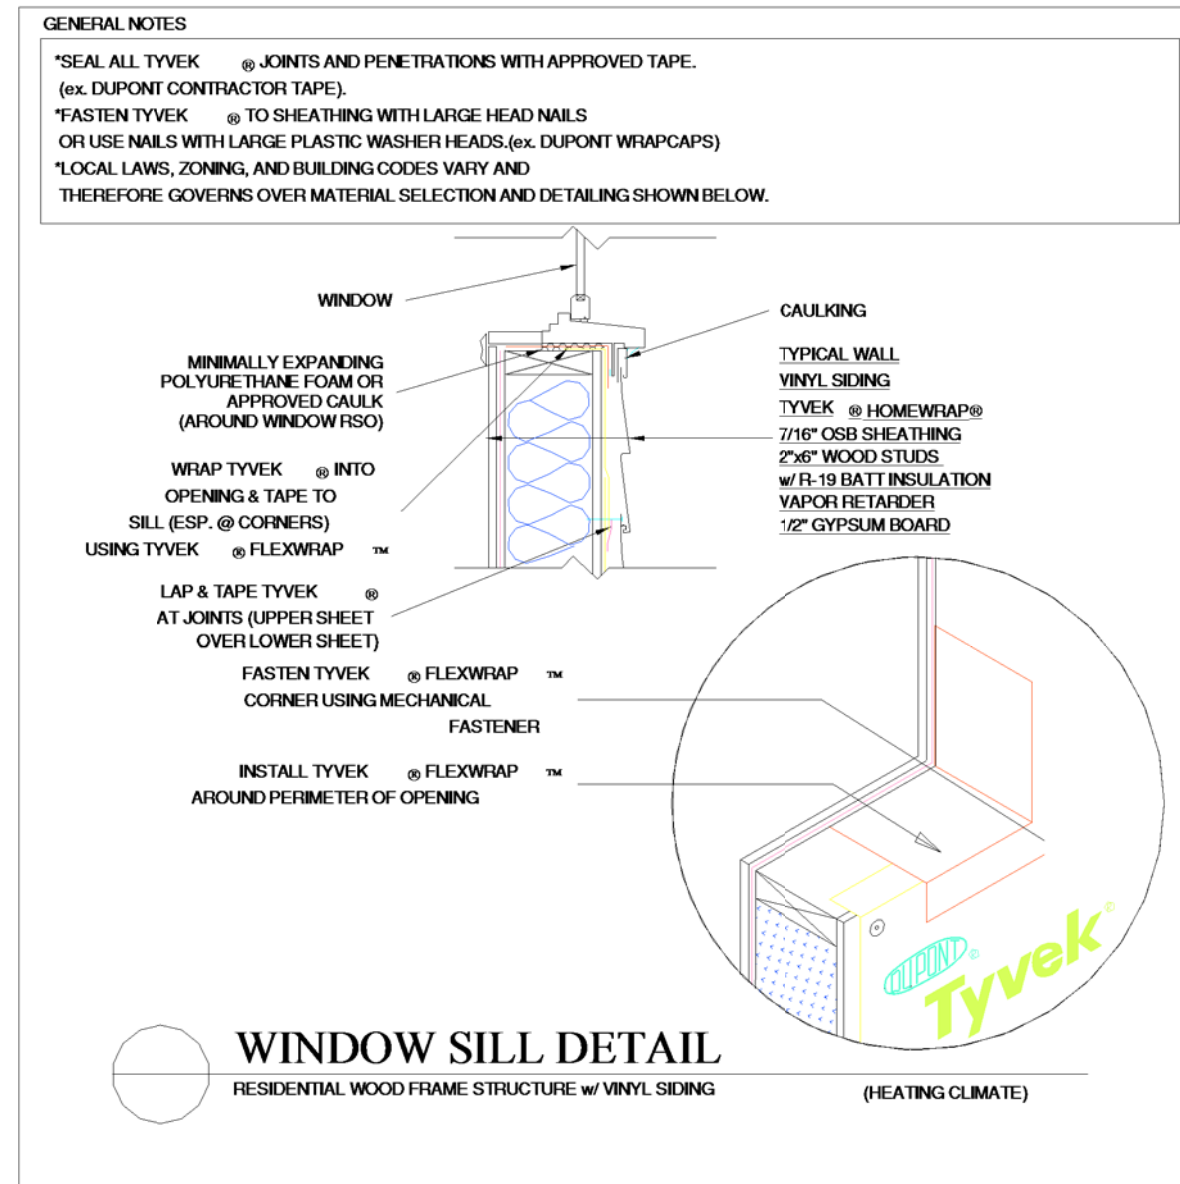 GENERAL NOTES
*SEAL ALL TYVEK ® JOINTS AND PENETRATIONS WITH APPROVED TAPE.
(ex. DUPONT CONTRACTOR TAPE).
*FASTEN TYVEK ® TO SHEATHING WITH LARGE HEAD NAILS
OR USE NAILS WITH LARGE PLASTIC WASHER HEADS.(ex. DUPONT WRAPCAPS)
*LOCAL LAWS, ZONING, AND BUILDING CODES VARY AND
THEREFORE GOVERNS OVER MATERIAL SELECTION AND DETAILING SHOWN BELOW.
WINDOW
MINIMALLY EXPANDING
POLYURETHANE FOAM OR
APPROVED CAULK
(AROUND WINDOW RSO)
WRAP TYVEK ® INTO
OPENING & TAPE TO
SILL (ESP. @ CORNERS)
USING TYVEK ® FLEXWRAP ™
LAP & TAPE TYVEK ®
AT JOINTS (UPPER SHEET
OVER LOWER SHEET)
FASTEN TYVEK ® FLEXWRAP ™
CORNER USING MECHANICAL
FASTENER
INSTALL TYVEK ® FLEXWRAP ™
AROUND PERIMETER OF OPENING
CAULKING
TYPICAL WALL
VINYL SIDING
TYVEK ® HOMEWRAP®
7/16" OSB SHEATHING
2"x6" WOOD STUDS
w/ R-19 BATT INSULATION
VAPOR RETARDER
1/2" GYPSUM BOARD
DUPONT®
Tyvek®
WINDOW SILL DETAIL
RESIDENTIAL WOOD FRAME STRUCTURE w/ VINYL SIDING
(HEATING CLIMATE)